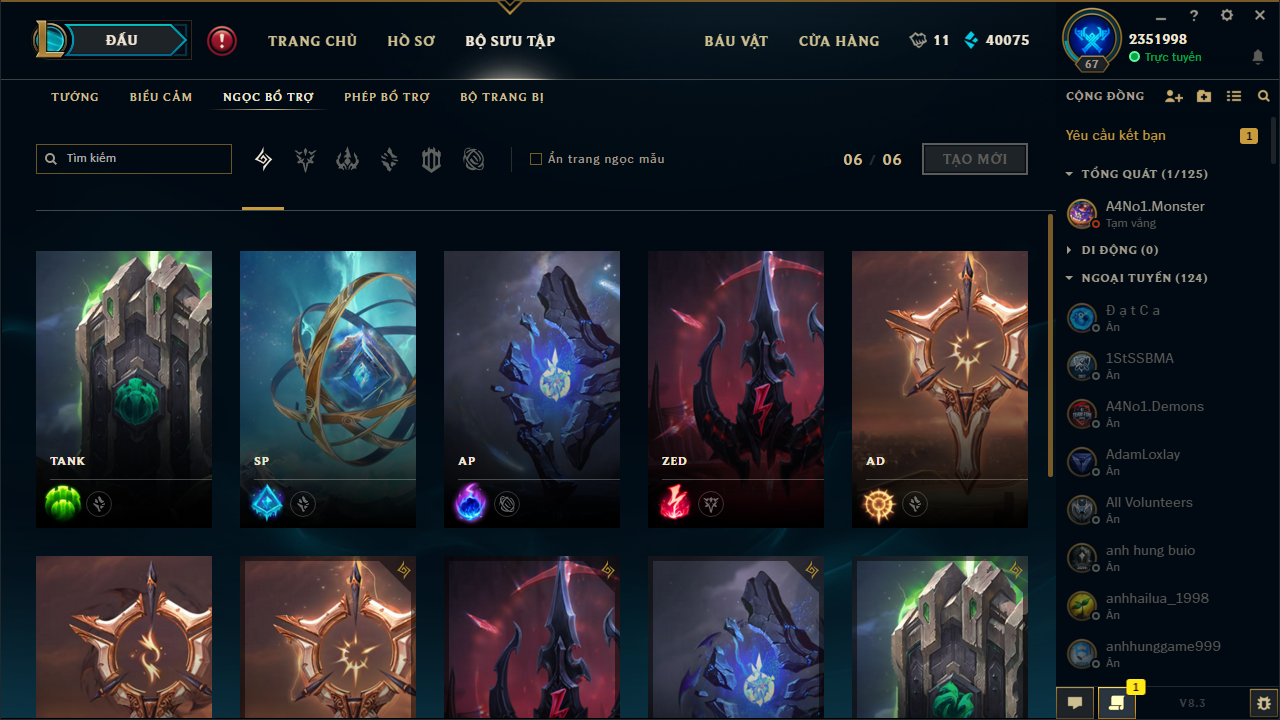 ĐẤU
TRANG CHỦ
HỒ SƠ
BỘ SƯU TẬP
BÁU VẬT
CỬA HÀNG
11
40075
67
2351998
Trực tuyến
TƯỚNG
BIỂU CẢM
NGỌC BỔ TRỢ
PHÉP BỔ TRỢ
BỘ TRANG BỊ
CỘNG ĐỒNG
Tìm kiếm
Ẩn trang ngọc mẫu
06 / 06
TẠO MỚI
TANK
SP
AP
ZED
AD
Yêu cầu kết bạn
1
TỔNG QUÁT (1/125)
A4No1.Monster
Tạm vắng
DI ĐỘNG (0)
NGOẠI TUYẾN (124)
Đ ạ t C a
Ẩn
1StSSBMA
Ẩn
A4No1.Demons
Ẩn
AdamLoxlay
Ẩn
All Volunteers
Ẩn
anh hung buio
Ẩn
anhhailua_1998
Ẩn
anhhunggame999
Ẩn
1
V8.3